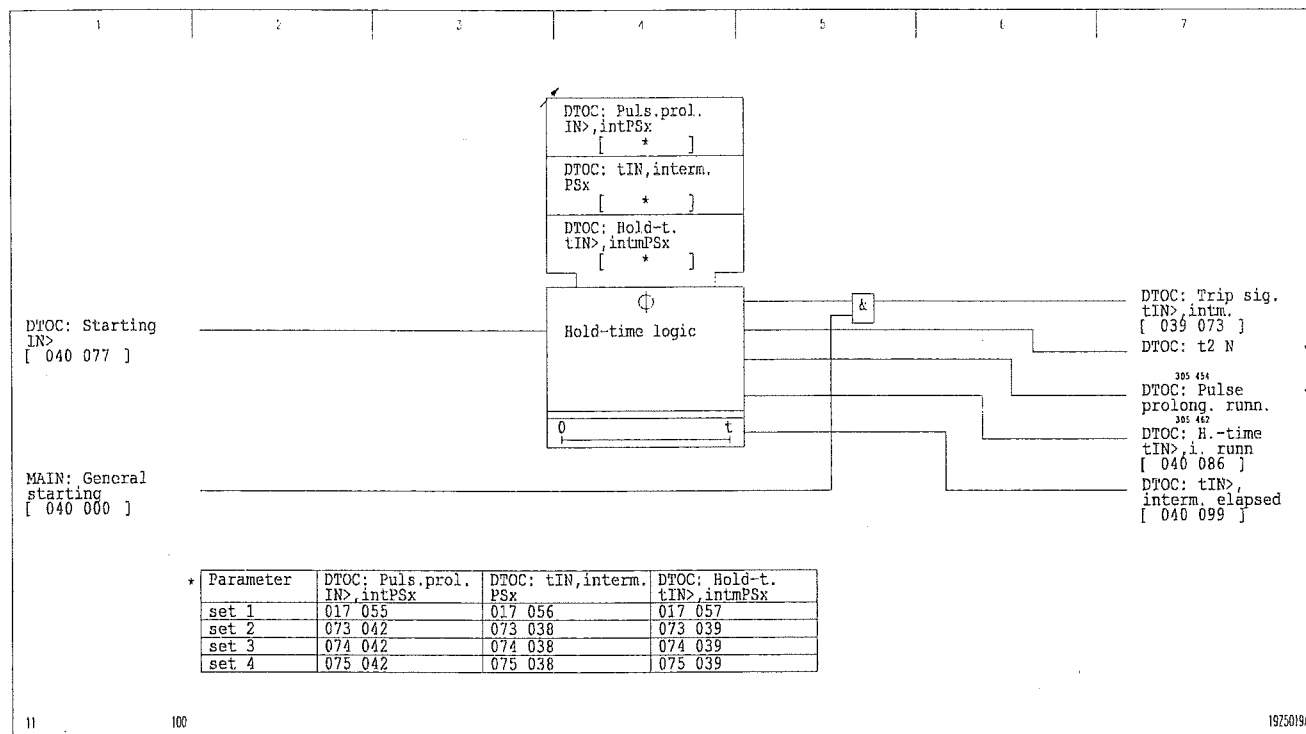 1 2 3 4 5 6 7
DTOC: Puls.prol.
IN>,intPSx
[ * ]
DTOC: tIN,interm.
PSx
[ * ]
DTOC: Hold-t.
tIN>,intmPSx
[ * ]
Φ
Hold-time logic
0 t
DTOC: Starting
IN>
[ 040 077 ]
MAIN: General
starting
[ 040 000 ]
&
DTOC: Trip sig.
tIN>,intm.
[ 039 073 ]
DTOC: t2 N
305 454
DTOC: Pulse
prolong. runn.
305 462
DTOC: H.-time
tIN>,i. runn
[ 040 086 ]
DTOC: tIN>,
interm. elapsed
[ 040 099 ]
* Parameter DTOC: Puls.prol. DTOC: tIN,interm. DTOC: Hold-t.
IN>,intPSx PSx tIN>,intmPSx
set 1 017 055 017 056 017 057
set 2 073 042 073 038 073 039
set 3 074 042 074 038 074 039
set 4 075 042 075 038 075 039
11 100